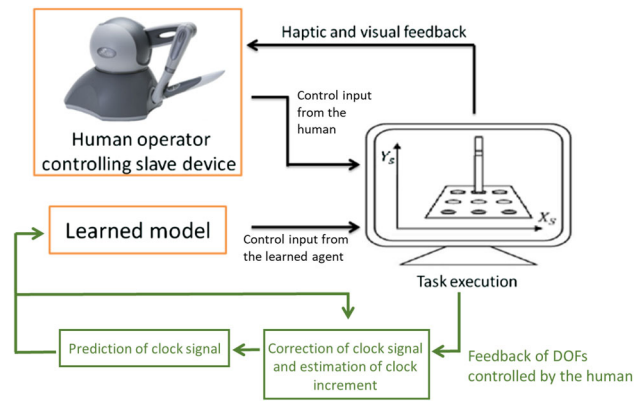 Haptic and visual feedback
Control input
from the
human
Human operator
controlling slave device
Ys
Xs
Learned model
Control input from
the learned agent
Task execution
Prediction of clock signal
Correction of clock signal
and estimation of clock
increment
Feedback of DOFs
controlled by the human